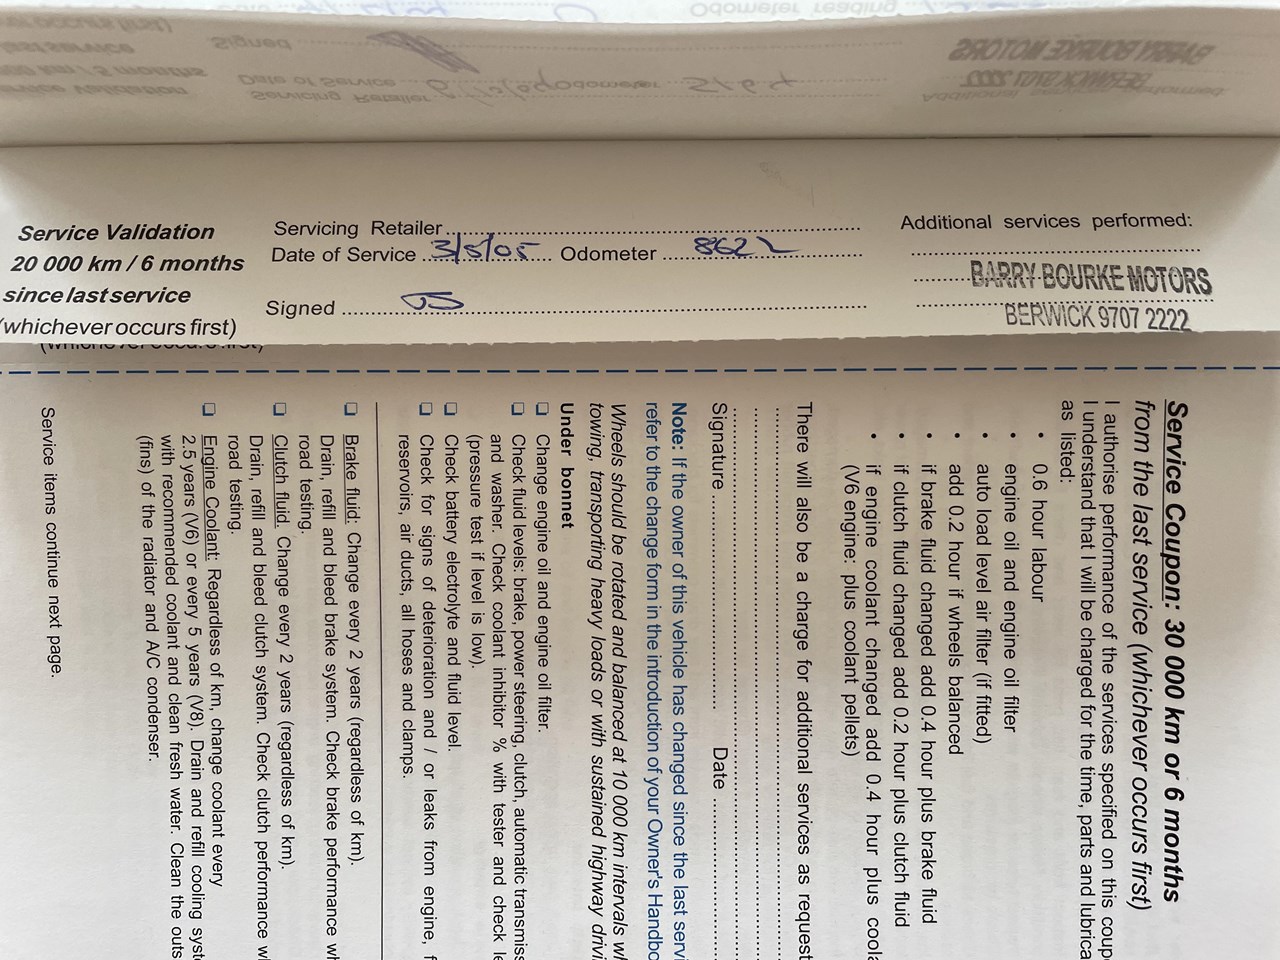 Odometer reading
Service Validation
20 000 km / 6 months
since last service
(whichever occurs first)
Servicing Retailer
Date of Service 3/5/05 Odometer 8622
Signed
Additional services performed:
BARRY BOURKE MOTORS
BERWICK 9707 2222
Service Coupon: 30 000 km or 6 months
from the last service (whichever occurs first)
I authorise performance of the services specified on this coup
I understand that I will be charged for the time, parts and lubrica
as listed:
• 0.6 hour labour
• engine oil and engine oil filter
• auto load level air filter (if fitted)
• add 0.2 hour if wheels balanced
• if brake fluid changed add 0.4 hour plus brake fluid
• if clutch fluid changed add 0.2 hour plus clutch fluid
• if engine coolant changed add 0.4 hour plus coola
(V6 engine: plus coolant pellets)
There will also be a charge for additional services as request
Signature Date
Note: If the owner of this vehicle has changed since the last servi
refer to the change form in the introduction of your Owner's Handbo
Wheels should be rotated and balanced at 10 000 km intervals wh
towing, transporting heavy loads or with sustained highway drivi
Under bonnet
❑ Change engine oil and engine oil filter.
❑ Check fluid levels: brake, power steering, clutch, automatic transmiss
and washer. Check coolant inhibitor % with tester and check le
(pressure test if level is low).
❑ Check battery electrolyte and fluid level.
❑ Check for signs of deterioration and / or leaks from engine, f
reservoirs, air ducts, all hoses and clamps.
❑ Brake fluid: Change every 2 years (regardless of km).
Drain, refill and bleed brake system. Check brake performance wh
road testing.
❑ Clutch fluid. Change every 2 years (regardless of km).
Drain, refill and bleed clutch system. Check clutch performance w
road testing.
❑ Engine Coolant: Regardless of km, change coolant every
2.5 years (V6) or every 5 years (V8). Drain and refill cooling syst
with recommended coolant and clean fresh water. Clean the outs
(fins) of the radiator and A/C condenser.
Service items continue next page.